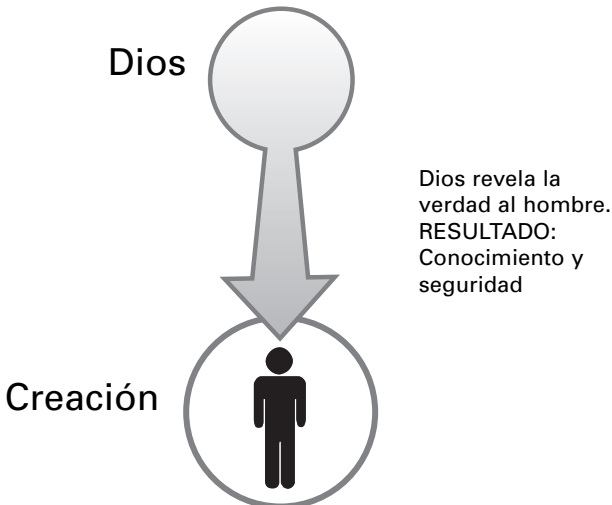 Dios
Dios revela la
verdad al hombre.
RESULTADO:
Conocimiento y
seguridad
Creación